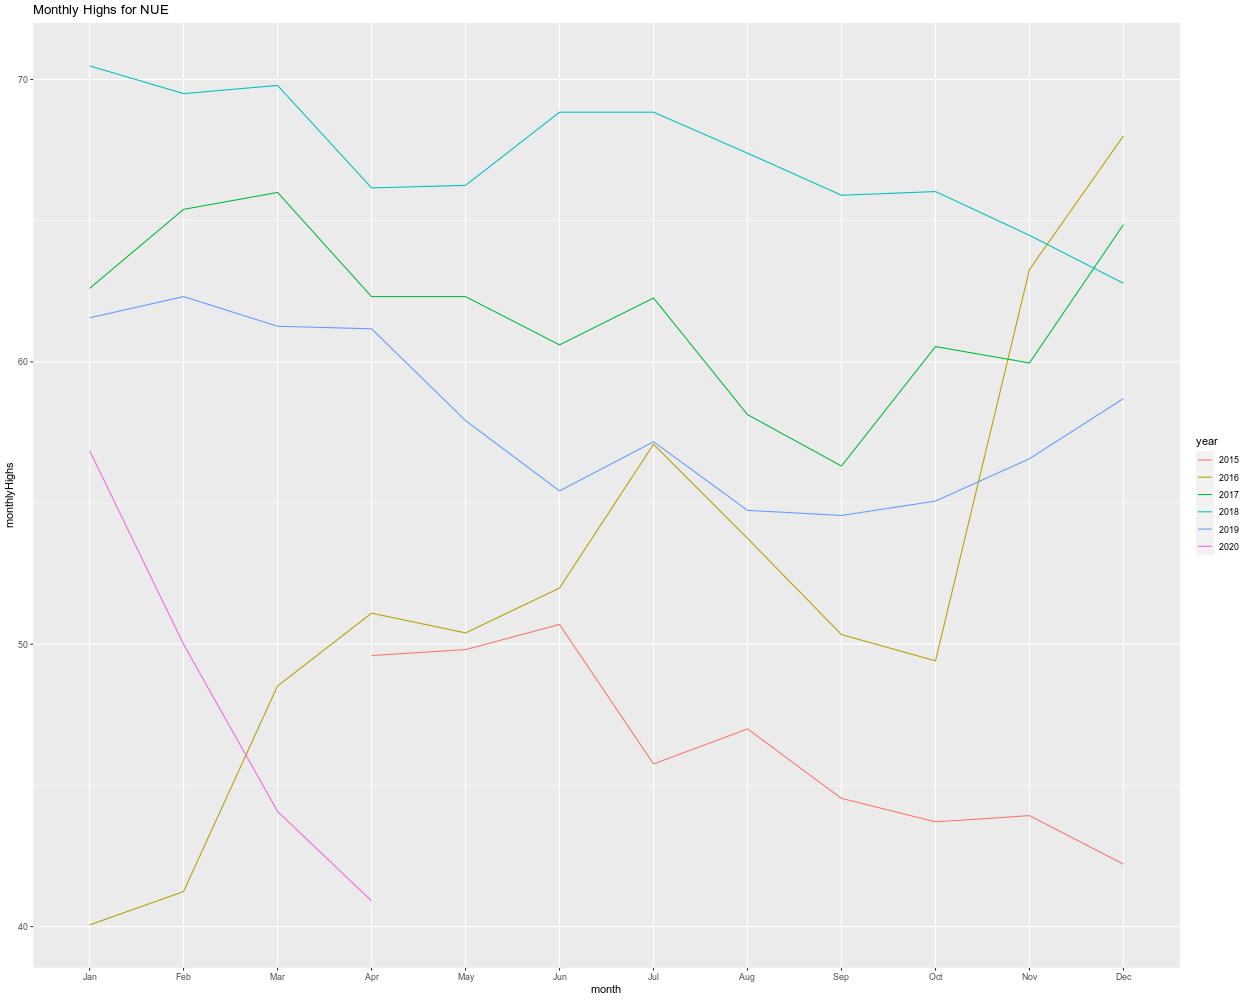 Monthly Highs for NUE
70
60
50
40
monthlyHighs
Jan Feb Mar Apr May Jun Jul Aug Sep Oct Nov Dec
month
year
2015
2016
2017
2018
2019
2020